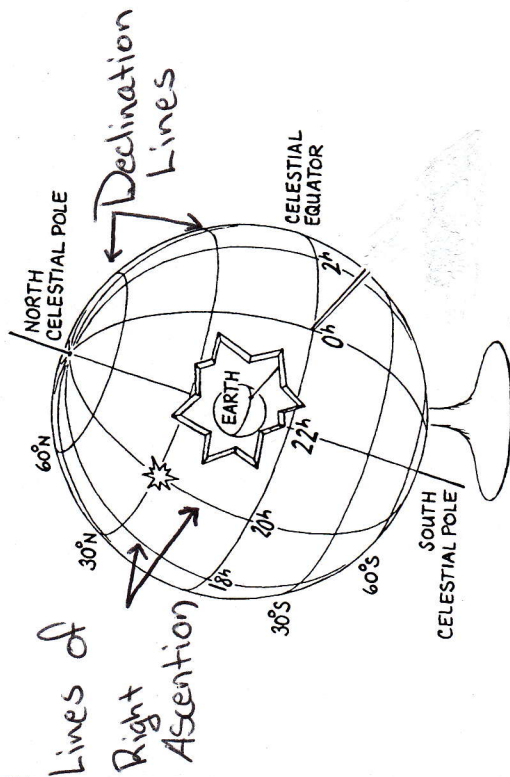 Lines of
Right
Ascention
Declination
Lines
NORTH
CELESTIAL POLE
60°N
30°N
EARTH
CELESTIAL
EQUATOR
18h
20h
22h
0h
2h
30°S
60°S
SOUTH
CELESTIAL POLE